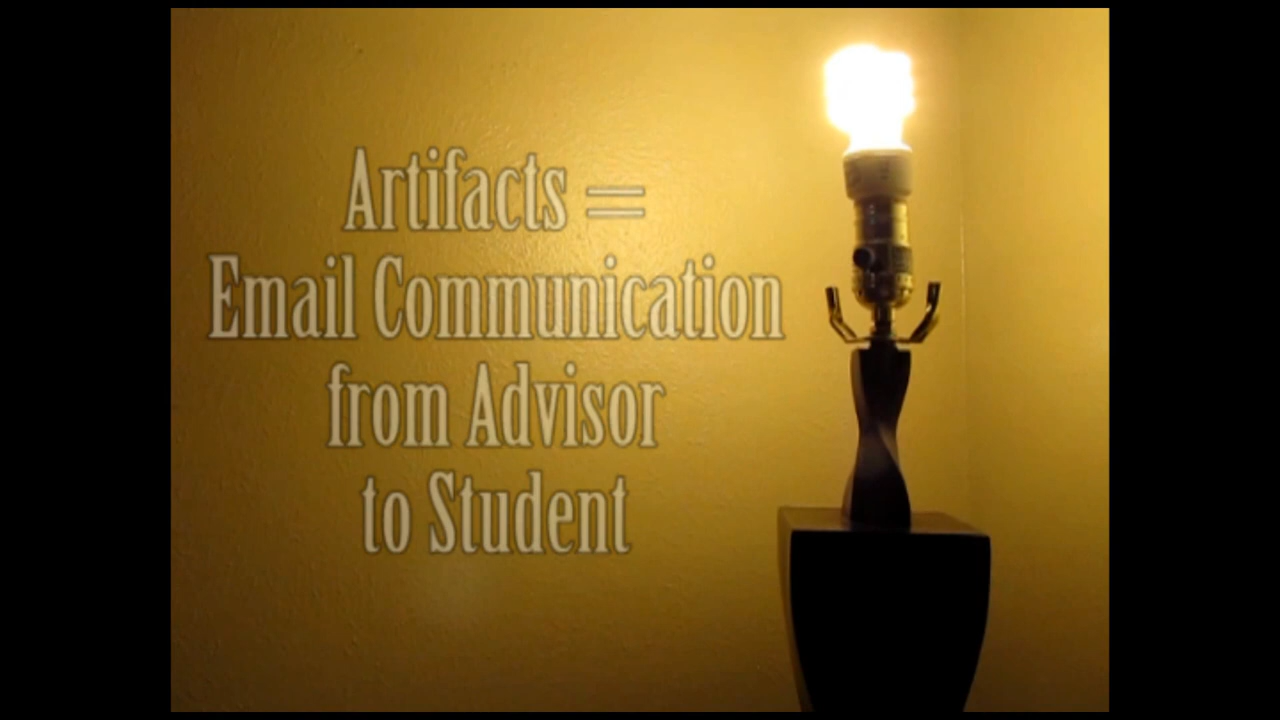 Artifacts =
Email Communication
from Advisor
to Student